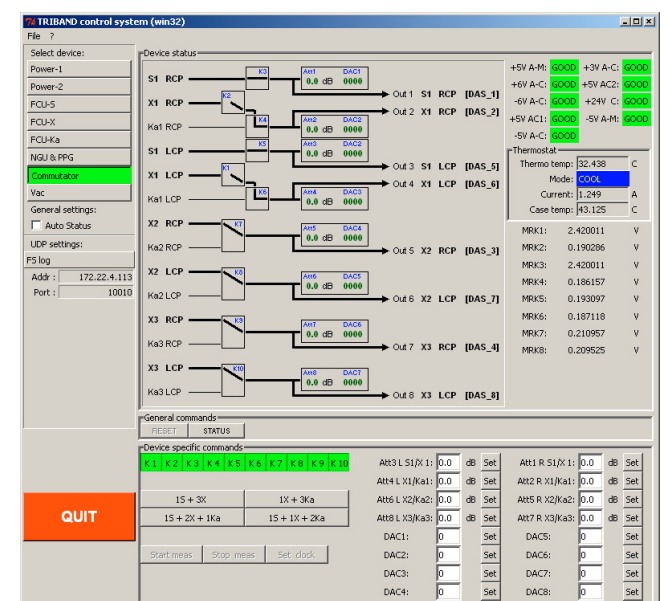 TRIBAND control system (win32)
File ?
Select device:
Power-1
Power-2
FCU-S
FCU-X
FCU-Ka
NGU & PPG
Commutator
Vac
General settings:
Auto Status
UDP settings:
FS log
Addr : 172.22.4.113
Port : 10010
QUIT
Device status
S1 RCP K3 Att1 DAC1
0.0 dB 0000
Out 1 S1 RCP [DAS_1]
X1 RCP K2
Out 2 X1 RCP [DAS_2]
Ka1 RCP K4 Att2 DAC2
0.0 dB 0000
S1 LCP K5 Att3 DAC2
0.0 dB 0000
Out 3 S1 LCP [DAS_5]
X1 LCP K1
Out 4 X1 LCP [DAS_6]
Ka1 LCP K6 Att4 DAC3
0.0 dB 0000
X2 RCP K7 Att5 DAC4
0.0 dB 0000
Ka2 RCP
Out 5 X2 RCP [DAS_3]
X2 LCP K8 Att6 DAC5
0.0 dB 0000
Ka2 LCP
Out 6 X2 LCP [DAS_7]
X3 RCP K9 Att7 DAC6
0.0 dB 0000
Ka3 RCP
Out 7 X3 RCP [DAS_4]
X3 LCP K10 Att8 DAC7
0.0 dB 0000
Ka3 LCP
Out 8 X3 LCP [DAS_8]
+5V A-M: GOOD +3V A-C: GOOD
+6V A-C: GOOD +5V AC2: GOOD
-6V A-C: GOOD +24V C: GOOD
+5V AC1: GOOD -5V A-M: GOOD
-5V A-C: GOOD
Thermostat
Thermo temp: 32.438 C
Mode: COOL
Current: 1.249 A
Case temp: 43.125 C
MRK1: 2.420011 V
MRK2: 0.190286 V
MRK3: 2.420011 V
MRK4: 0.186157 V
MRK5: 0.193097 V
MRK6: 0.187118 V
MRK7: 0.210957 V
MRK8: 0.209525 V
General commands
RESET STATUS
Device specific commands
K 1 K 2 K 3 K 4 K 5 K 6 K 7 K 8 K 9 K 10
1S + 3X 1X + 3Ka
1S + 2X + 1Ka 1S + 1X + 2Ka
Start meas Stop meas Set clock
Att3 L S1/X 1: 0.0 dB Set Att1 R S1/X 1: 0.0 dB Set
Att4 L X1/Ka1: 0.0 dB Set Att2 R X1/Ka1: 0.0 dB Set
Att6 L X2/Ka2: 0.0 dB Set Att5 R X2/Ka2: 0.0 dB Set
Att8 L X3/Ka3: 0.0 dB Set Att7 R X3/Ka3: 0.0 dB Set
DAC1: 0 Set DAC5: 0 Set
DAC2: 0 Set DAC6: 0 Set
DAC3: 0 Set DAC7: 0 Set
DAC4: 0 Set DAC8: 0 Set